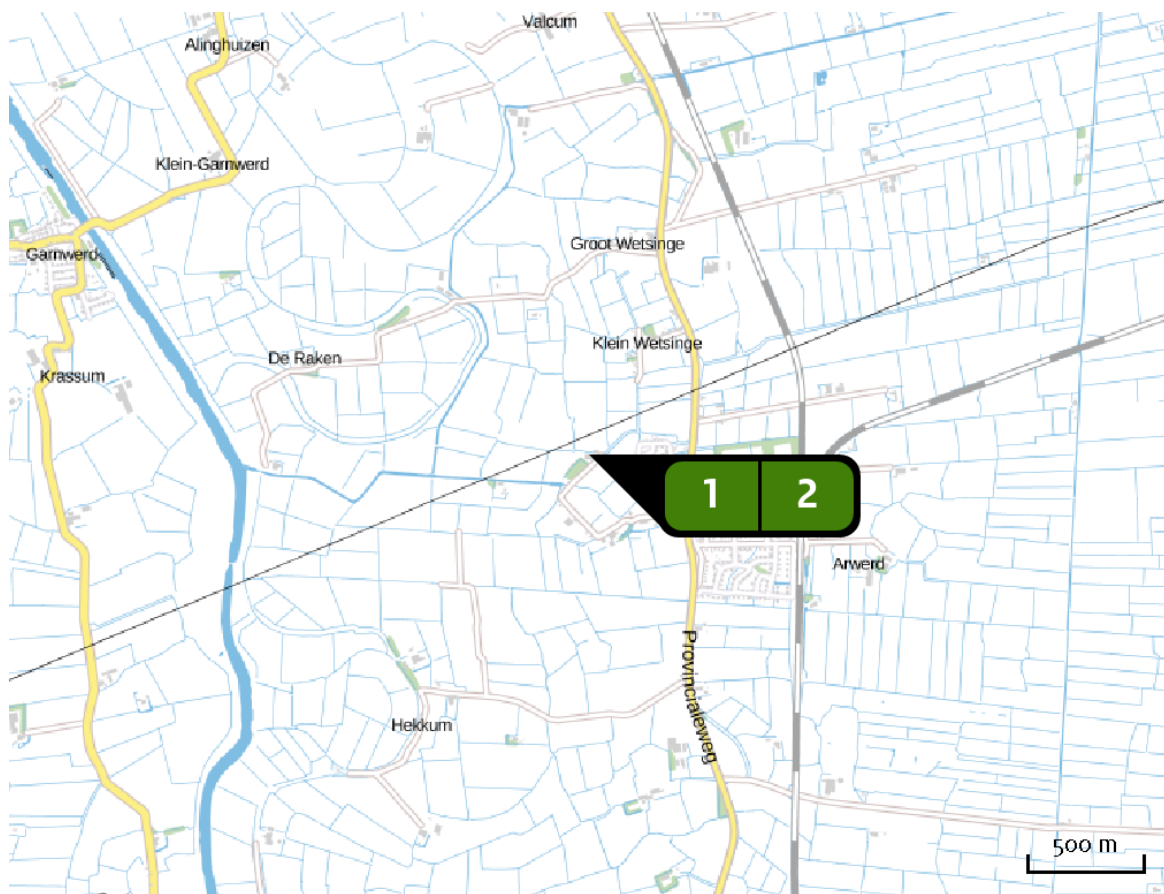 Valcum
Alinghuizen
Klein-Garnwerd
Groot Wetsinge
Garnwerd
Klein Wetsinge
De Raken
Krassum
1 2
Arwerd
Provincialeweg
Hekkum
500 m